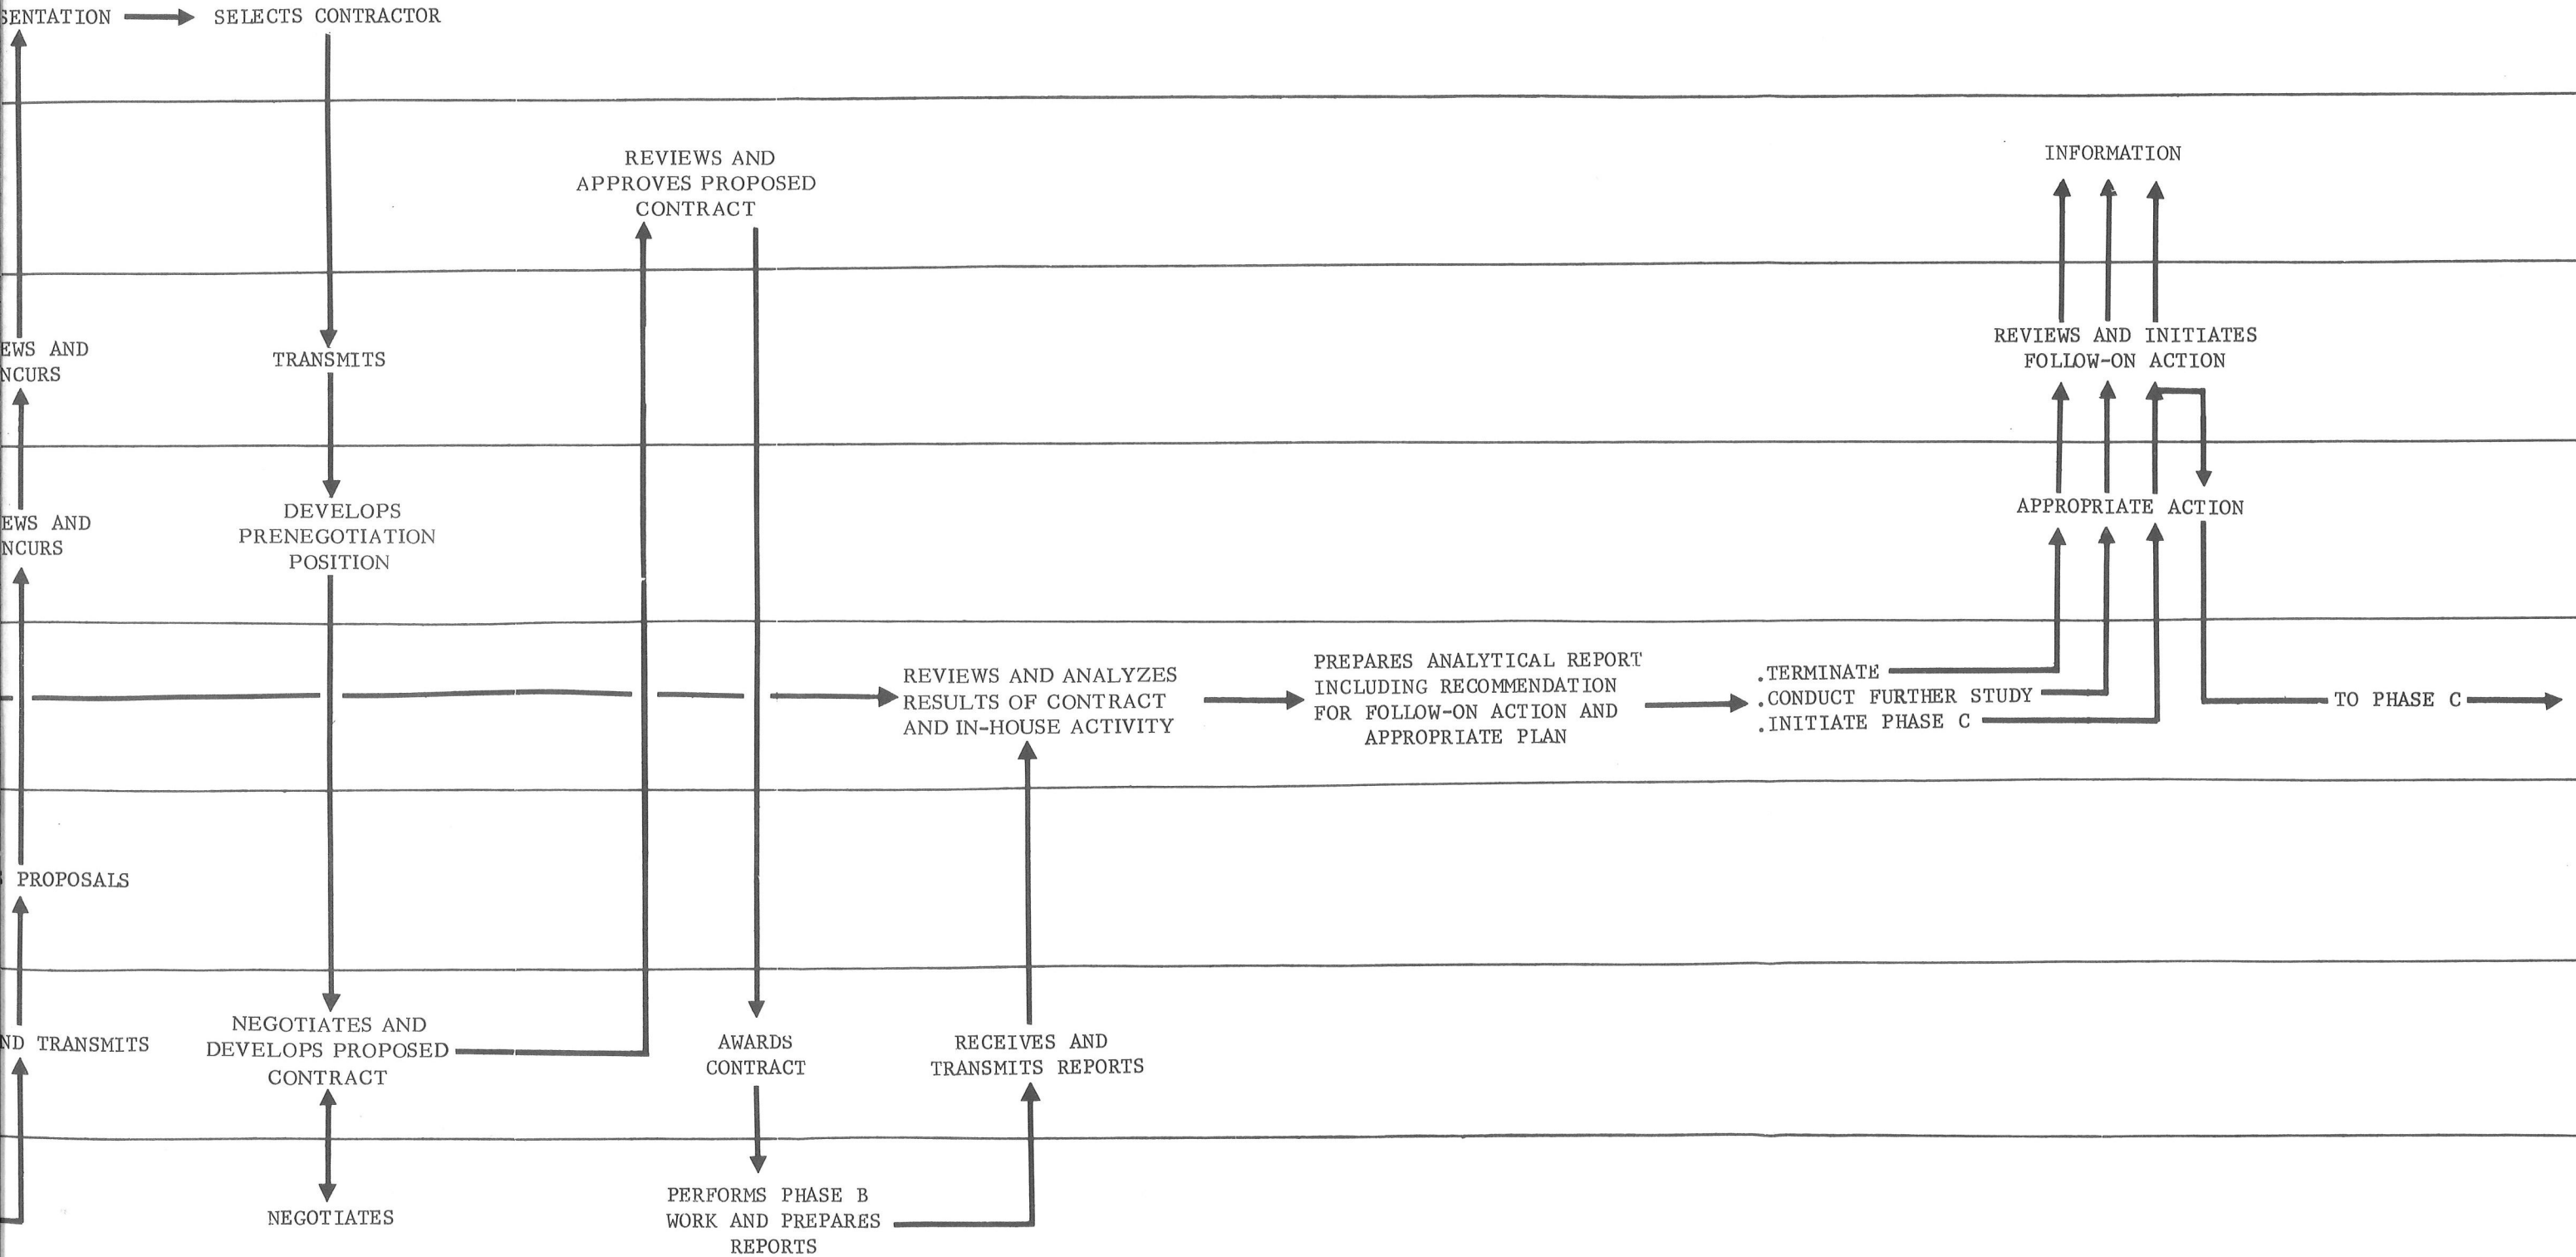 SENTATION
SELECTS CONTRACTOR
REVIEWS AND
APPROVES PROPOSED
CONTRACT
INFORMATION
EWS AND
NCURS
TRANSMITS
REVIEWS AND INITIATES
FOLLOW-ON ACTION
EWS AND
NCURS
DEVELOPS
PRENEGOTIATION
POSITION
APPROPRIATE ACTION
REVIEWS AND ANALYZES
RESULTS OF CONTRACT
AND IN-HOUSE ACTIVITY
PREPARES ANALYTICAL REPORT
INCLUDING RECOMMENDATION
FOR FOLLOW-ON ACTION AND
APPROPRIATE PLAN
.TERMINATE
.CONDUCT FURTHER STUDY
.INITIATE PHASE C
TO PHASE C
PROPOSALS
ND TRANSMITS
NEGOTIATES AND
DEVELOPS PROPOSED
CONTRACT
AWARDS
CONTRACT
RECEIVES AND
TRANSMITS REPORTS
NEGOTIATES
PERFORMS PHASE B
WORK AND PREPARES
REPORTS